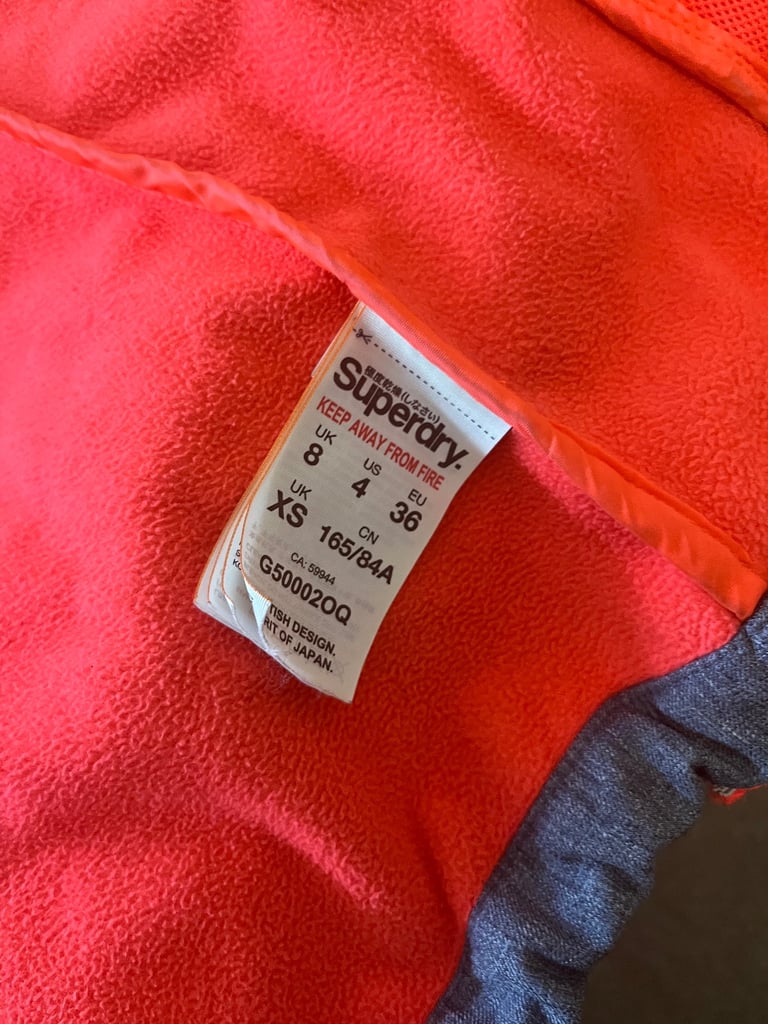 極度乾燥(しなさい)
Superdry.
KEEP AWAY FROM FIRE
UK US EU
8 4 36
UK CN
XS 165/84A
CA: 59944
G50002OQ
TISH DESIGN.
RIT OF JAPAN.